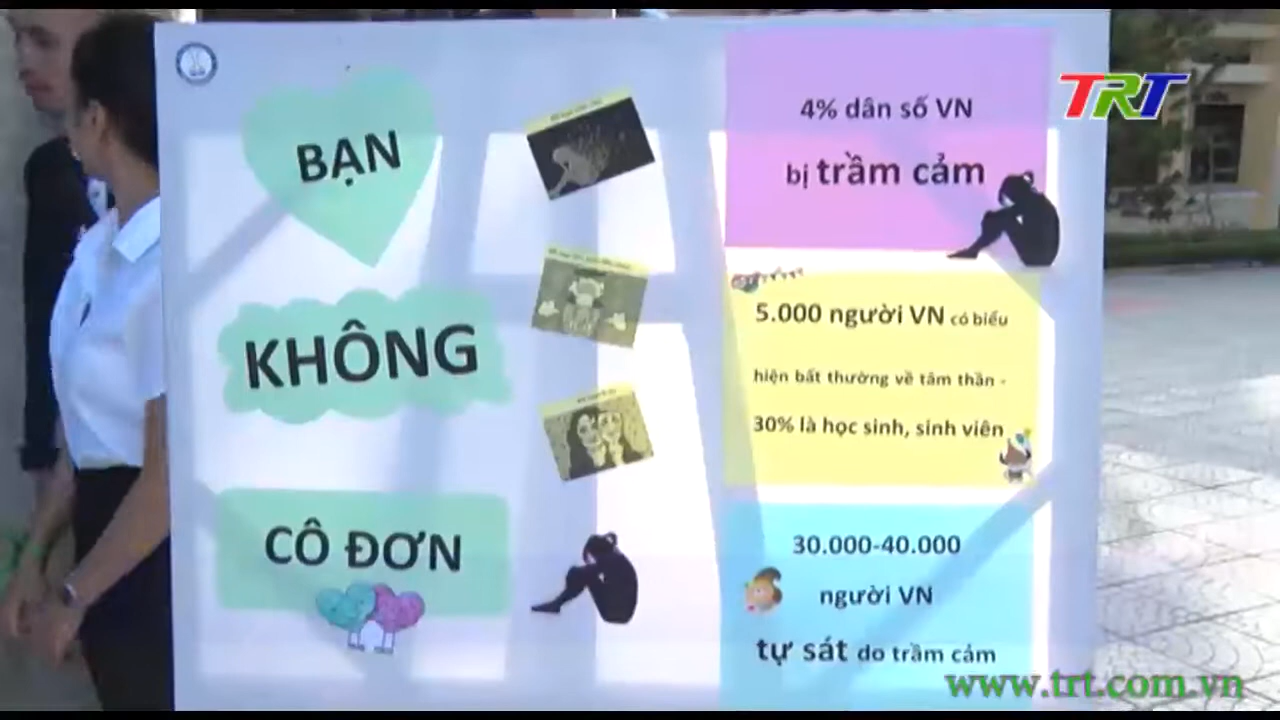 BẠN
KHÔNG
CÔ ĐƠN
4% dân số VN
bị trầm cảm
5.000 người VN có biểu
hiện bất thường về tâm thần -
30% là học sinh, sinh viên
30.000-40.000
người VN
tự sát do trầm cảm
TRT
www.trt.com.vn